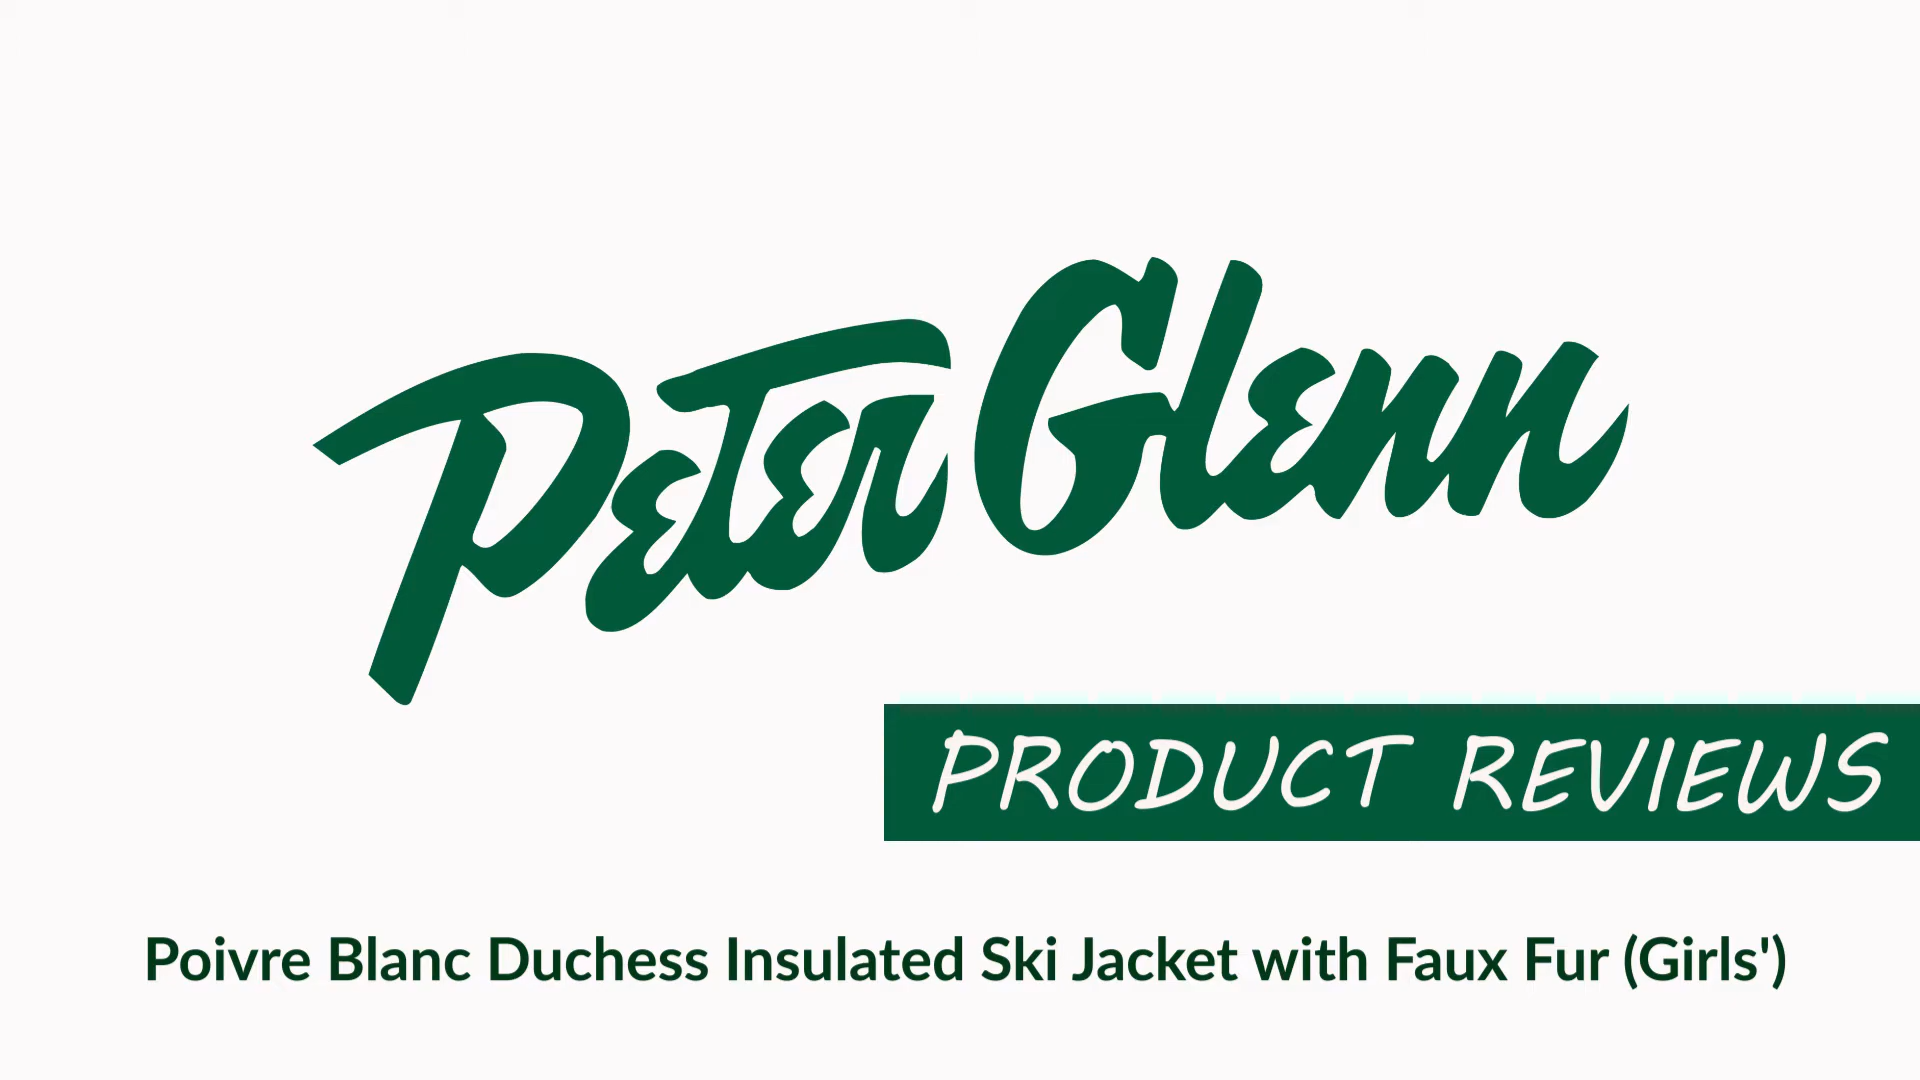 Peter Glenn
PRODUCT REVIEWS
Poivre Blanc Duchess Insulated Ski Jacket with Faux Fur (Girls')